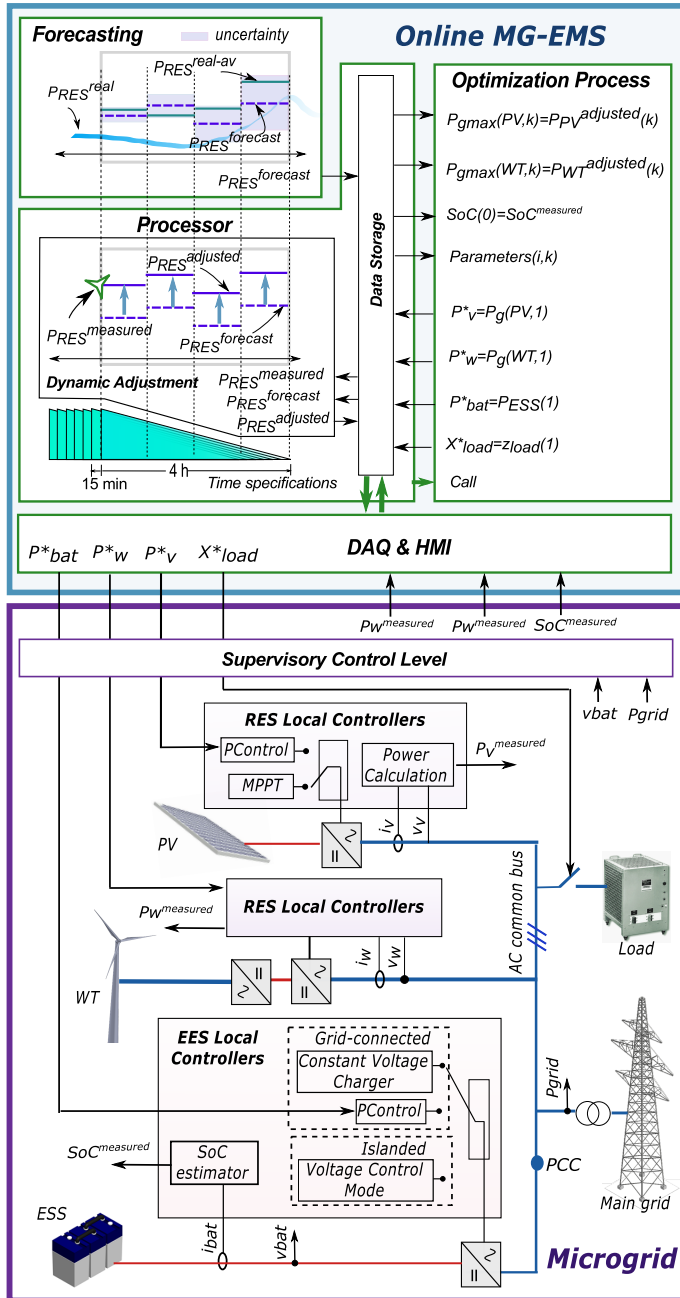 Forecasting
uncertainty
Online MG-EMS
P_RES^real
P_RES^real-av
P_RES^forecast
P_RES^forecast
Optimization Process
P_gmax(PV,k)=P_PV^adjusted(k)
P_gmax(WT,k)=P_WT^adjusted(k)
SoC(0)=SoC^measured
Parameters(i,k)
P*_v=P_g(PV,1)
P*_w=P_g(WT,1)
P*_bat=P_ESS(1)
X*_load=z_load(1)
Call
Data Storage
Processor
P_RES^adjusted
P_RES^measured
P_RES^forecast
Dynamic Adjustment
P_RES^measured
P_RES^forecast
P_RES^adjusted
15 min
4 h
Time specifications
P*_bat
P*_w
P*_v
X*_load
DAQ & HMI
Pw^measured
Pw^measured
SoC^measured
Supervisory Control Level
vbat
Pgrid
RES Local Controllers
PControl
MPPT
Power
Calculation
P_v^measured
PV
i_v
v_v
AC common bus
Load
RES Local Controllers
Pw^measured
WT
i_w
v_w
EES Local
Controllers
Grid-connected
Constant Voltage
Charger
PControl
Islanded
Voltage Control
Mode
SoC^measured
SoC
estimator
Pgrid
PCC
Main grid
ESS
i_bat
vbat
Microgrid